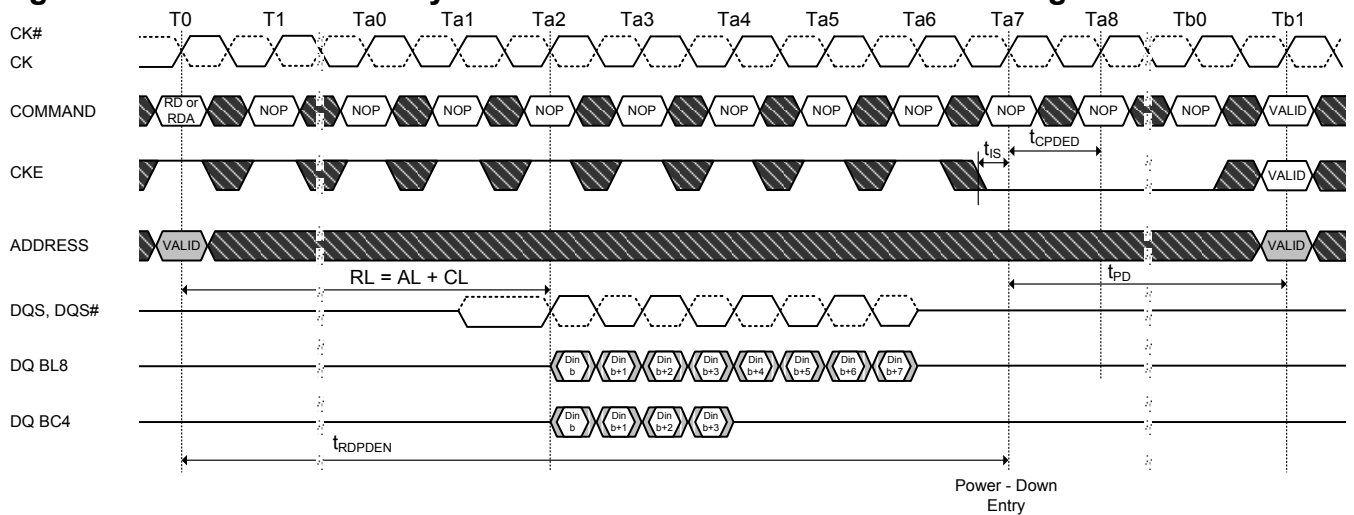 T0 T1 Ta0 Ta1 Ta2 Ta3 Ta4 Ta5 Ta6 Ta7 Ta8 Tb0 Tb1
CK#
CK
COMMAND RD or RDA NOP NOP NOP NOP NOP NOP NOP NOP NOP NOP NOP VALID
tIS tCPDED
CKE VALID
ADDRESS VALID VALID
RL = AL + CL tPD
DQS, DQS#
DQ BL8 Din b Din b+1 Din b+2 Din b+3 Din b+4 Din b+5 Din b+6 Din b+7
DQ BC4 Din b Din b+1 Din b+2 Din b+3
tRDPDEN
Power - Down
Entry